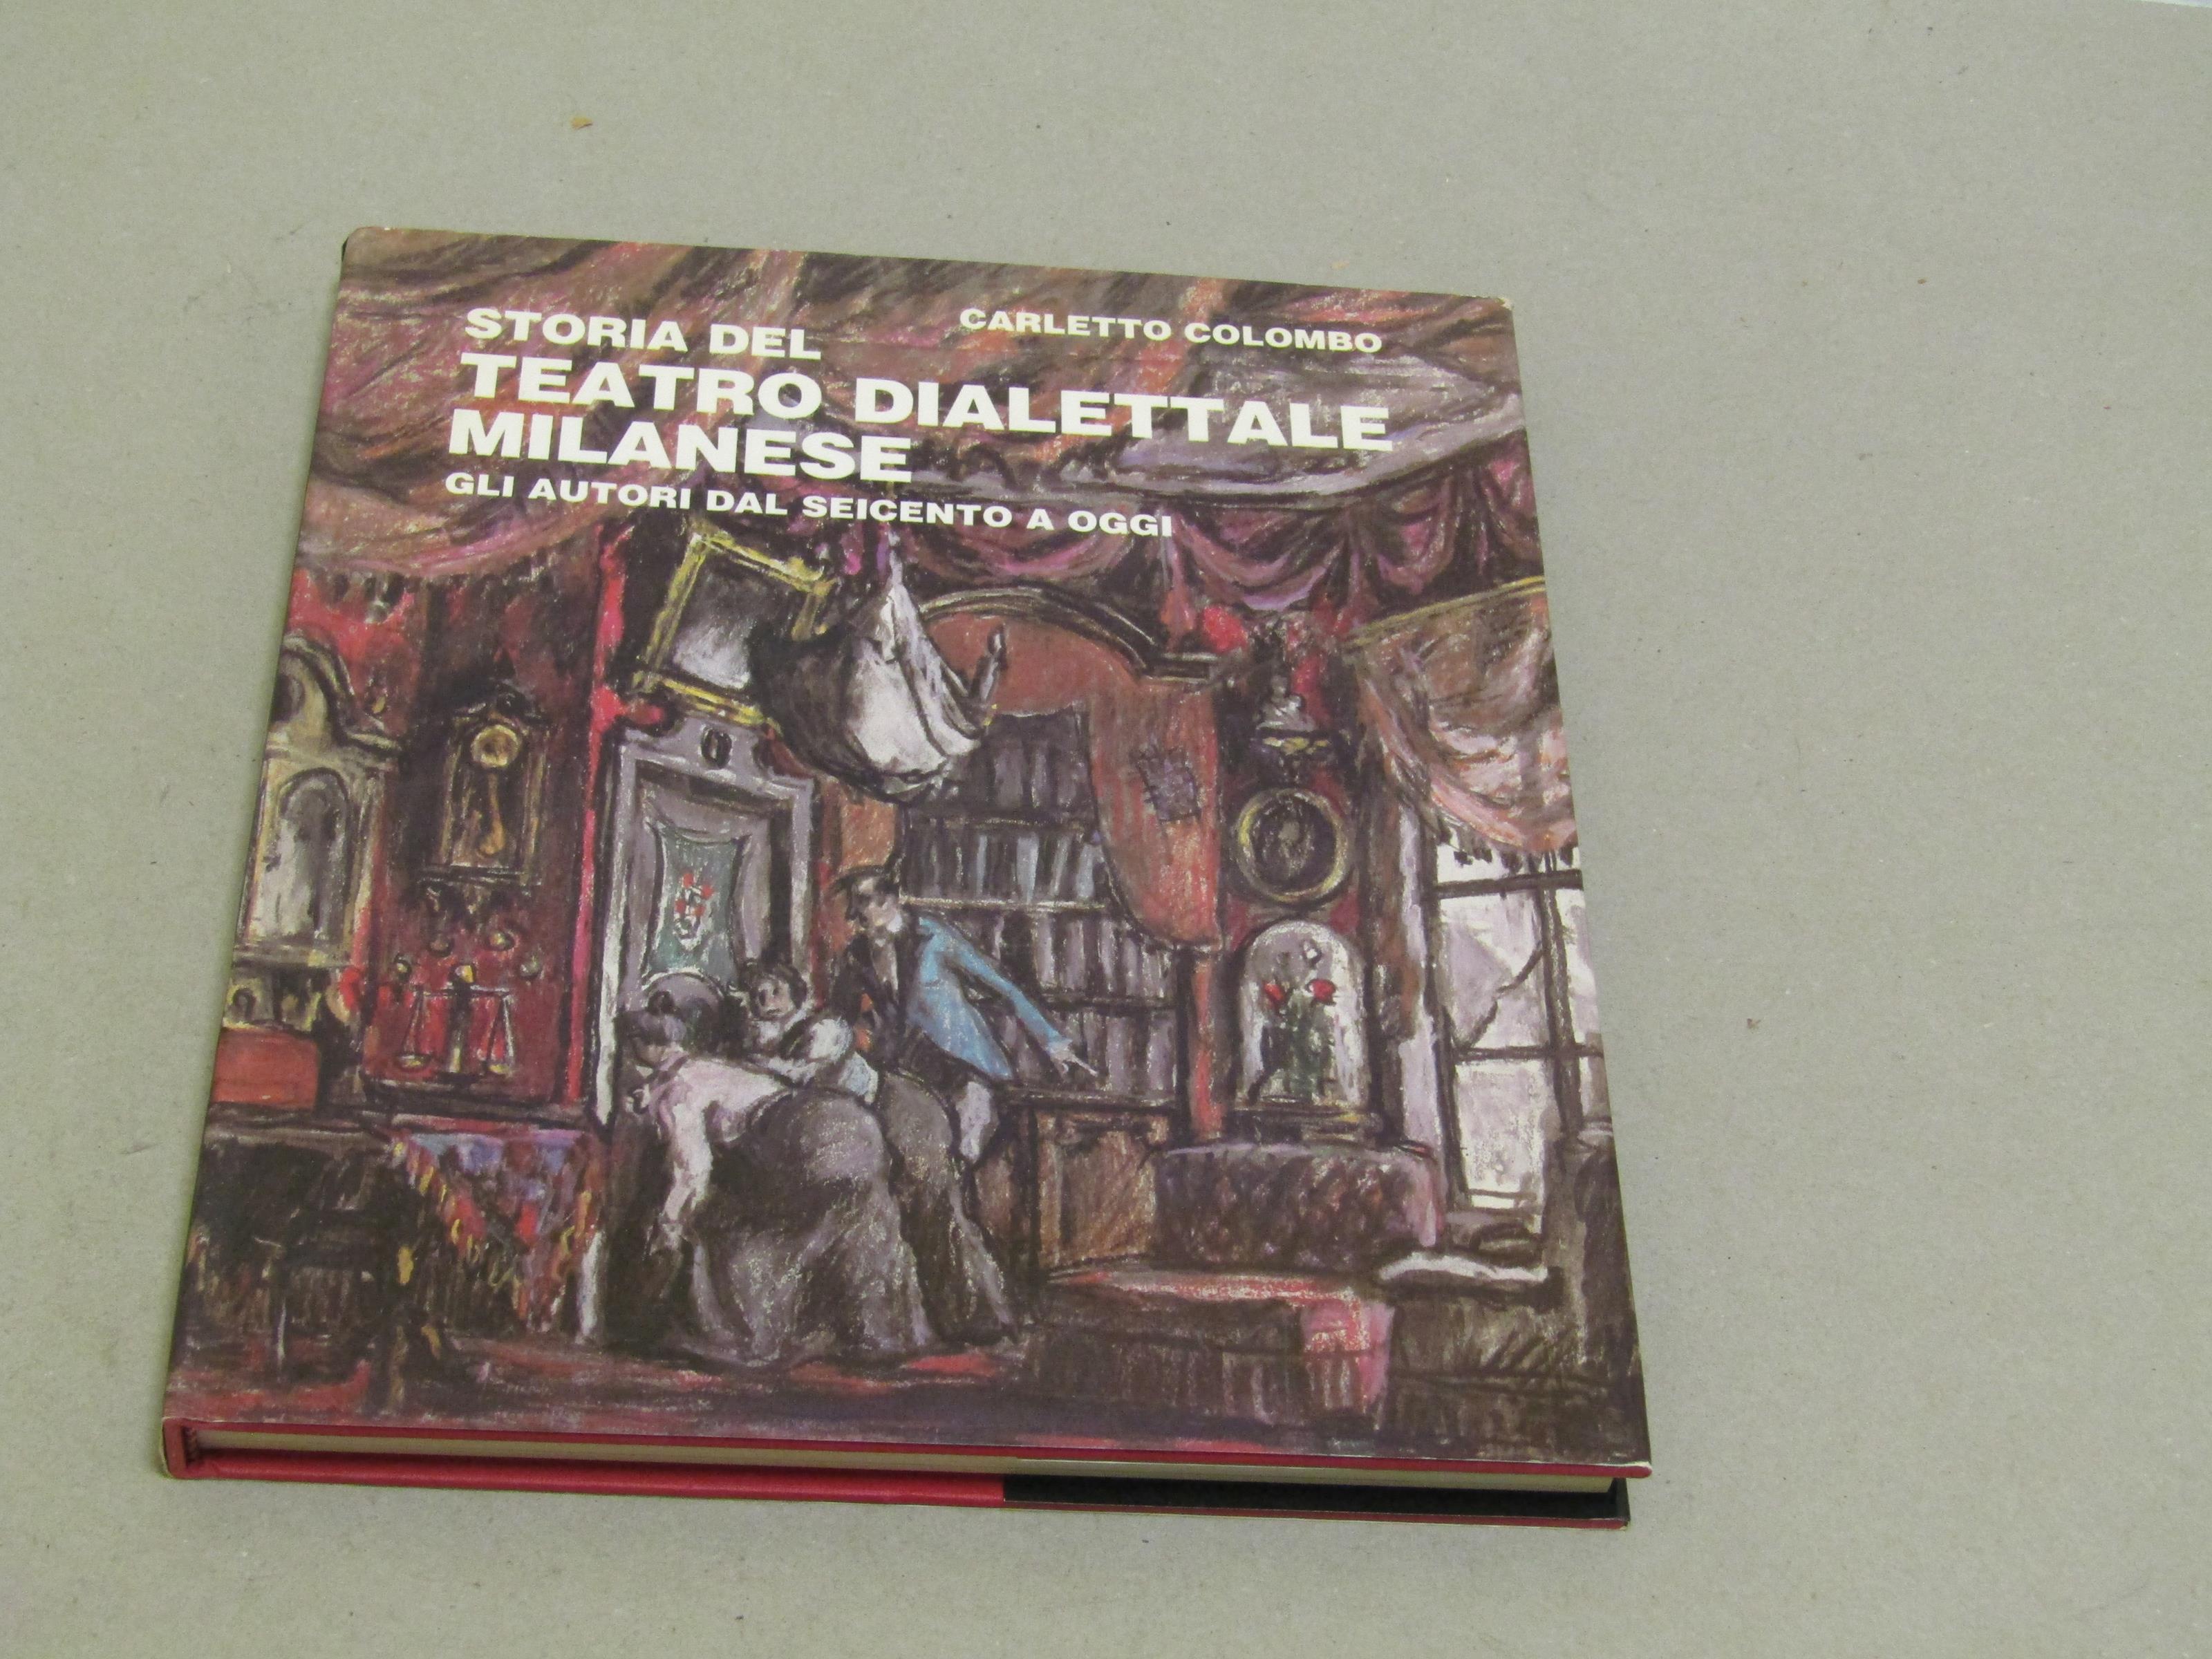 CARLETTO COLOMBO
STORIA DEL
TEATRO DIALETTALE
MILANESE
GLI AUTORI DAL SEICENTO A OGGI